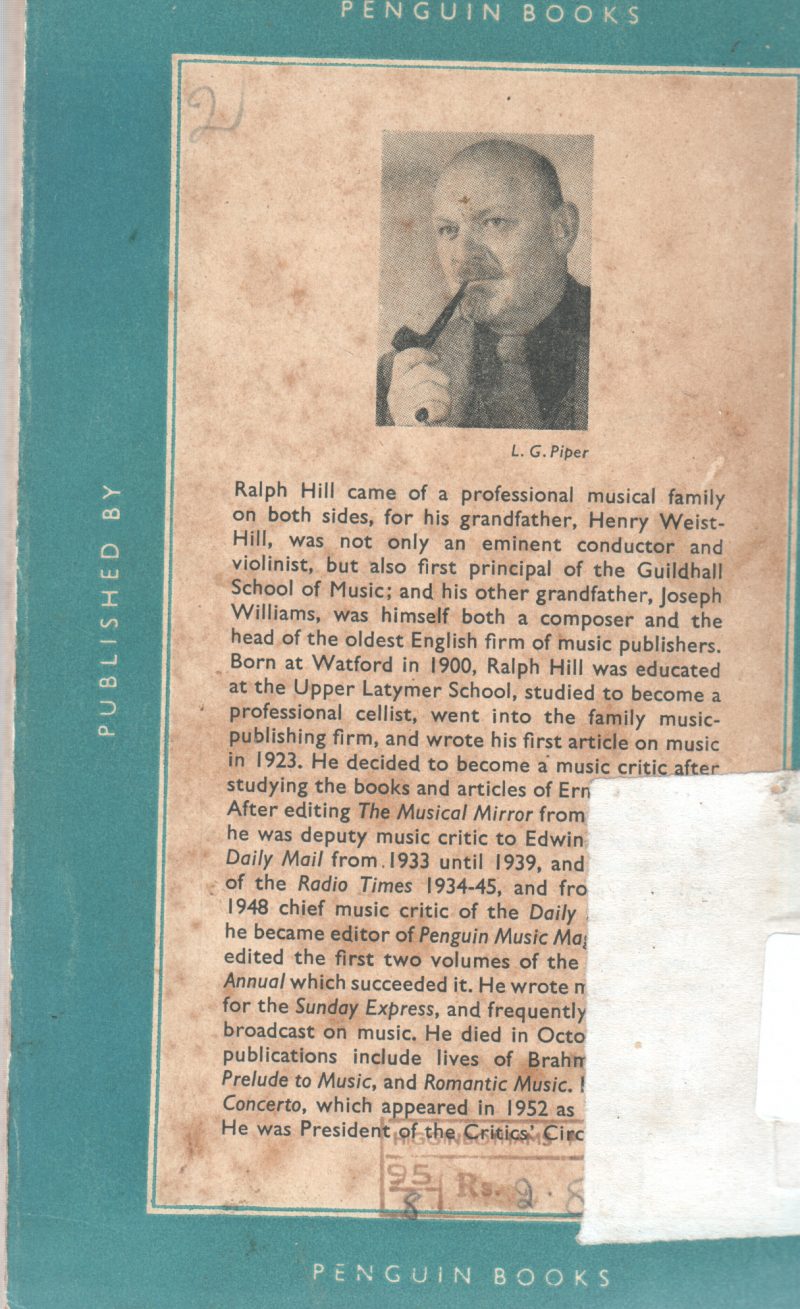 PENGUIN BOOKS
2
L. G. Piper
PUBLISHED BY
Ralph Hill came of a professional musical family
on both sides, for his grandfather, Henry Weist-
Hill, was not only an eminent conductor and
violinist, but also first principal of the Guildhall
School of Music; and his other grandfather, Joseph
Williams, was himself both a composer and the
head of the oldest English firm of music publishers.
Born at Watford in 1900, Ralph Hill was educated
at the Upper Latymer School, studied to become a
professional cellist, went into the family music-
publishing firm, and wrote his first article on music
in 1923. He decided to become a music critic after
studying the books and articles of Ern
After editing The Musical Mirror from
he was deputy music critic to Edwin
Daily Mail from 1933 until 1939, and
of the Radio Times 1934-45, and fro
1948 chief music critic of the Daily
he became editor of Penguin Music Mag
edited the first two volumes of the
Annual which succeeded it. He wrote
for the Sunday Express, and frequently
broadcast on music. He died in Octo
publications include lives of Brahm
Prelude to Music, and Romantic Music.
Concerto, which appeared in 1952 as
He was President of the Critics' Circ
HIGGINBOTHAMS
95
8
Rs. 2.8
PENGUIN BOOKS